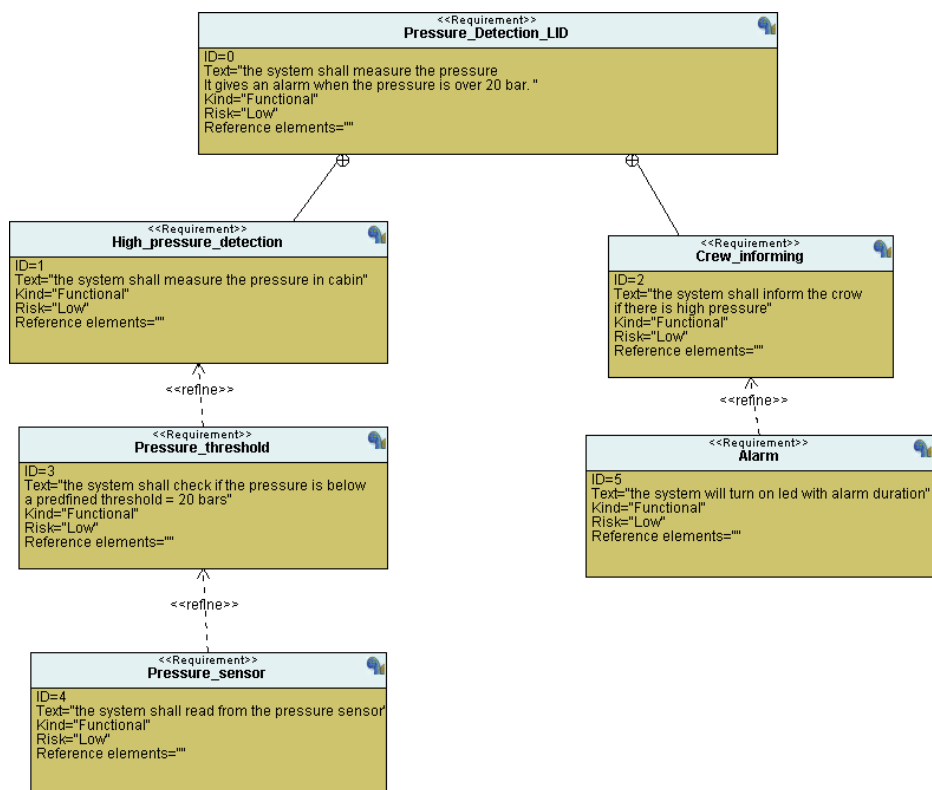 <<Requirement>>
Pressure_Detection_LID
ID=0
Text="the system shall measure the pressure
It gives an alarm when the pressure is over 20 bar. "
Kind="Functional"
Risk="Low"
Reference elements=""
<<Requirement>>
High_pressure_detection
ID=1
Text="the system shall measure the pressure in cabin"
Kind="Functional"
Risk="Low"
Reference elements=""
<<Requirement>>
Crew_informing
ID=2
Text="the system shall inform the crow
if there is high pressure"
Kind="Functional"
Risk="Low"
Reference elements=""
<<refine>>
<<refine>>
<<Requirement>>
Pressure_threshold
ID=3
Text="the system shall check if the pressure is below
a predfined threshold = 20 bars"
Kind="Functional"
Risk="Low"
Reference elements=""
<<Requirement>>
Alarm
ID=5
Text="the system will turn on led with alarm duration"
Kind="Functional"
Risk="Low"
Reference elements=""
<<refine>>
<<Requirement>>
Pressure_sensor
ID=4
Text="the system shall read from the pressure sensor"
Kind="Functional"
Risk="Low"
Reference elements=""